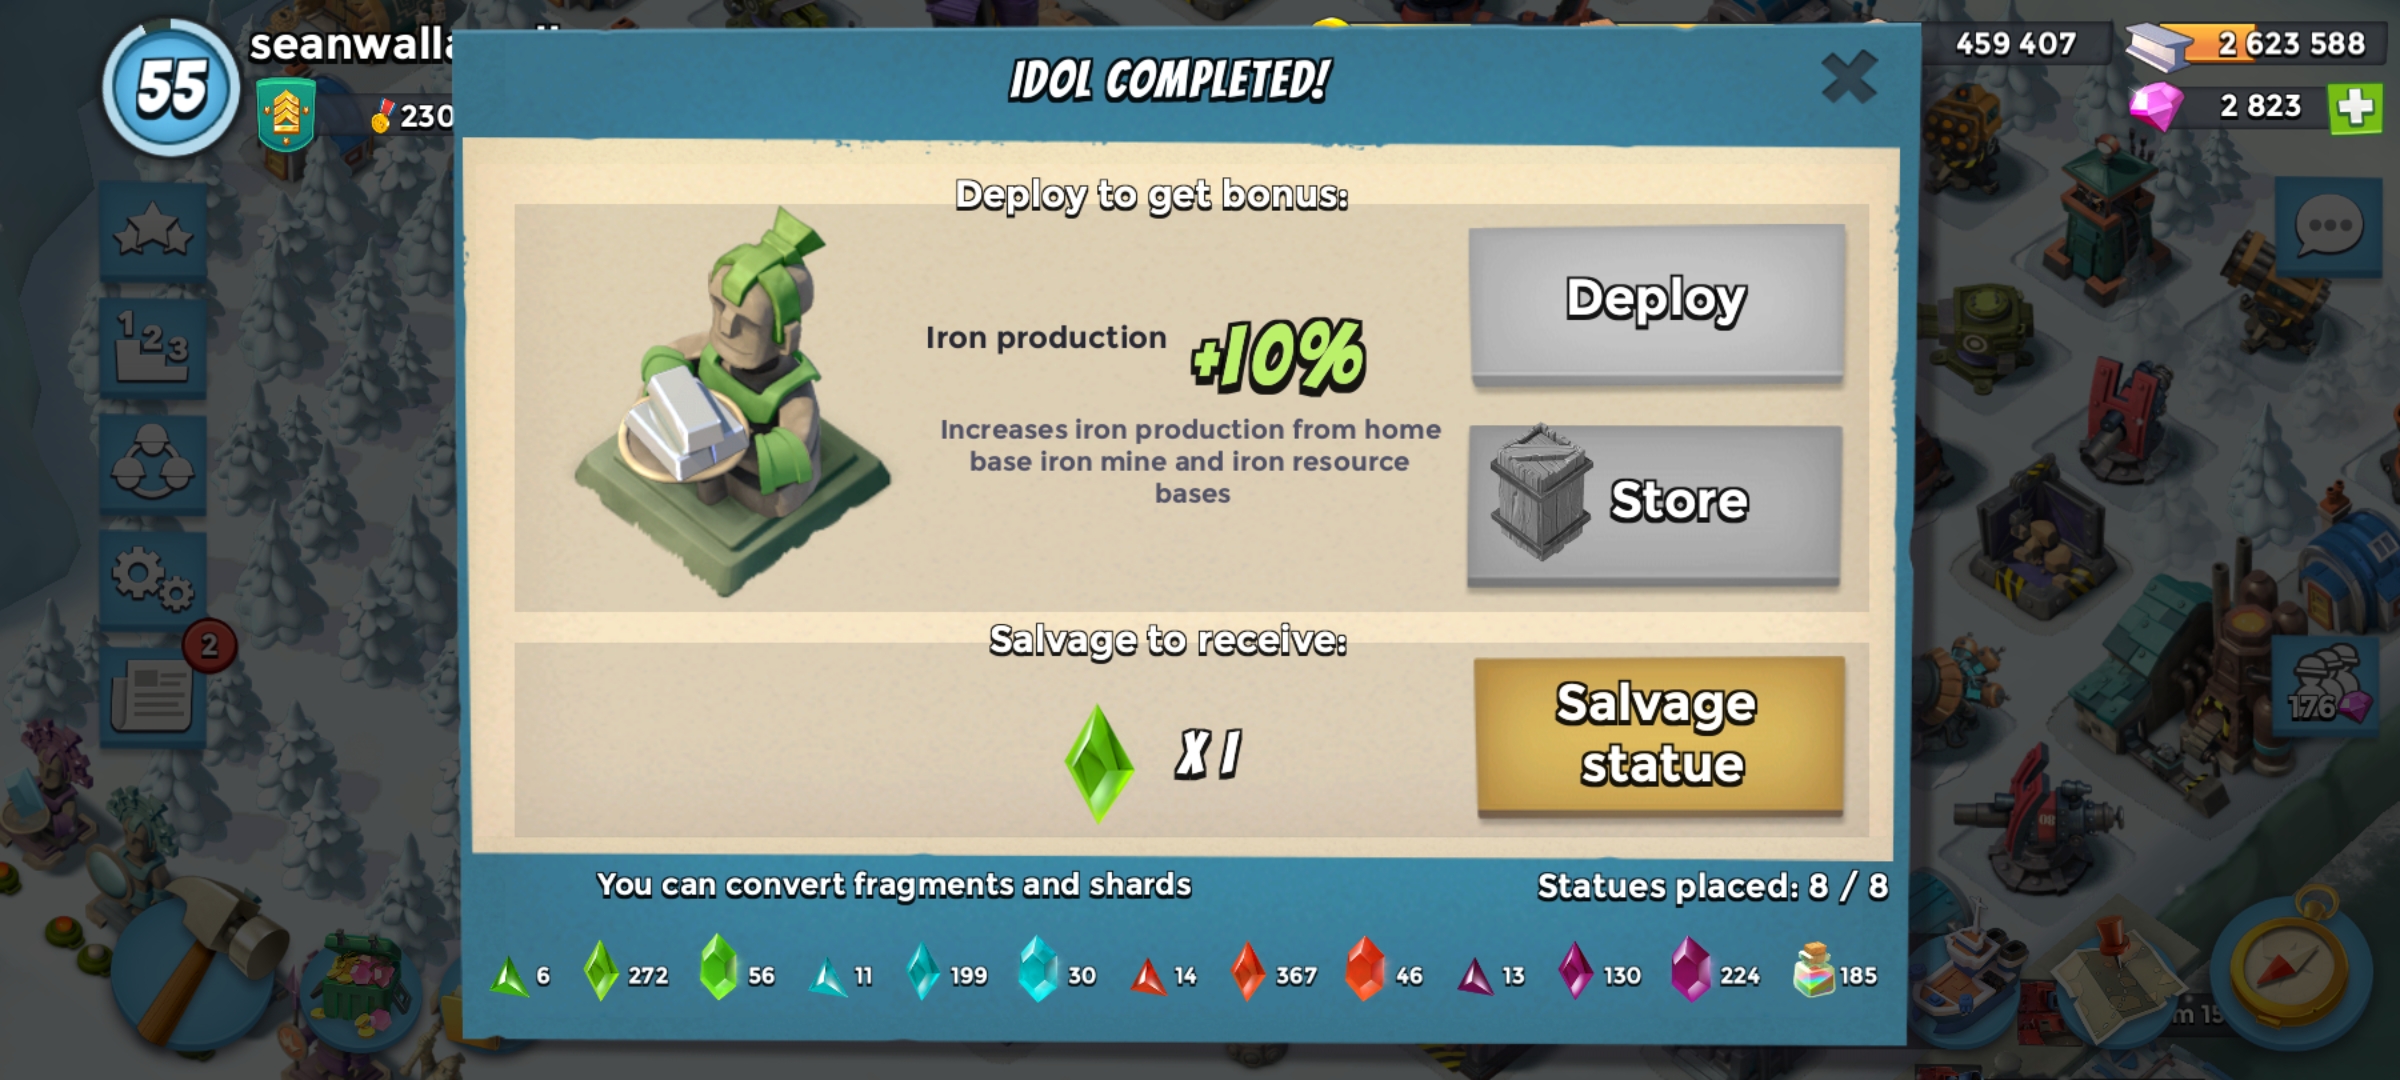 55
230
IDOL COMPLETED!
459 407
2 623 588
2 823
Deploy to get bonus:
Iron production +10%
Increases iron production from home
base iron mine and iron resource
bases
Deploy
Store
1 2 3
2
Salvage to receive:
X 1
Salvage
statue
176
You can convert fragments and shards
Statues placed: 8 / 8
6 272 56 11 199 30 14 367 46 13 130 224 185